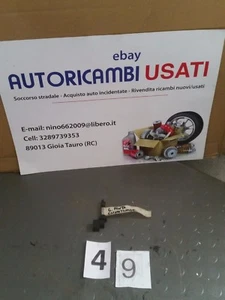 ebay
AUTORICAMBI USATI
Soccorso stradale - Acquisto auto incidentate - Rivendita ricambi nuovi/usati
E-mail: nino662009@libero.it
Cell: 3289739353
89013 Gioia Tauro (RC)
4 9